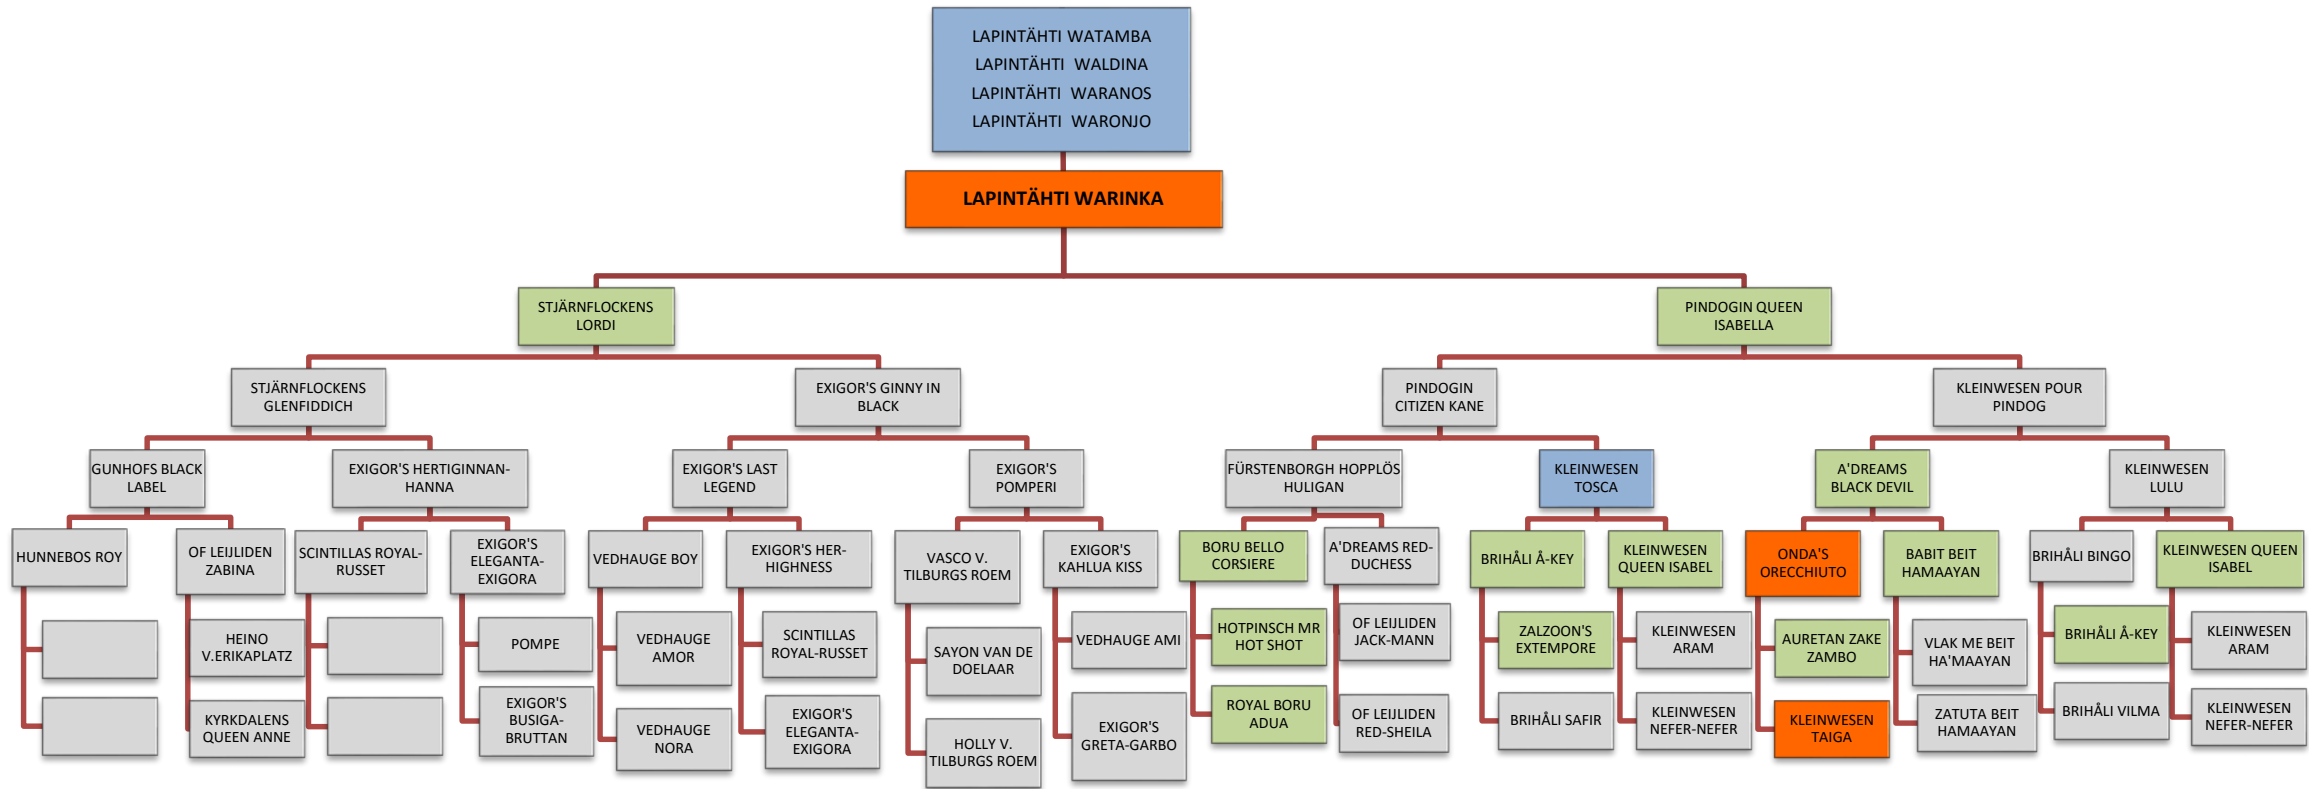 LAPINTÄHTI WATAMBA
LAPINTÄHTI WALDINA
LAPINTÄHTI WARANOS
LAPINTÄHTI WARONJO
LAPINTÄHTI WARINKA
STJÄRNFLOCKENS
LORDI
PINDOGIN QUEEN
ISABELLA
STJÄRNFLOCKENS
GLENFIDDICH
EXIGOR'S GINNY IN
BLACK
PINDOGIN
CITIZEN KANE
KLEINWESEN POUR
PINDOG
GUNHOFS BLACK
LABEL
EXIGOR'S HERTIGINNAN-
HANNA
EXIGOR'S LAST
LEGEND
EXIGOR'S
POMPERI
FÜRSTENBORGH HOPPLÖS
HULIGAN
KLEINWESEN
TOSCA
A'DREAMS
BLACK DEVIL
KLEINWESEN
LULU
HUNNEBOS ROY
OF LEIJLIDEN
ZABINA
SCINTILLAS ROYAL-
RUSSET
EXIGOR'S
ELEGANTA-
EXIGORA
VEDHAUGE BOY
EXIGOR'S HER-
HIGHNESS
VASCO V.
TILBURGS ROEM
EXIGOR'S
KAHLUA KISS
BORU BELLO
CORSIERE
A'DREAMS RED-
DUCHESS
BRIHÅLI Å-KEY
KLEINWESEN
QUEEN ISABEL
ONDA'S
ORECCHIUTO
BABIT BEIT
HAMAAYAN
BRIHÅLI BINGO
KLEINWESEN QUEEN
ISABEL
HEINO
V.ERIKAPLATZ
POMPE
VEDHAUGE
AMOR
SCINTILLAS
ROYAL-RUSSET
SAYON VAN DE
DOELAAR
VEDHAUGE AMI
HOTPINSCH MR
HOT SHOT
OF LEIJLIDEN
JACK-MANN
ZALZOON'S
EXTEMPORE
KLEINWESEN
ARAM
AURETAN ZAKE
ZAMBO
VLAK ME BEIT
HA'MAAYAN
BRIHÅLI Å-KEY
KLEINWESEN
ARAM
KYRKDALENS
QUEEN ANNE
EXIGOR'S
BUSIGA-
BRUTTAN
VEDHAUGE
NORA
EXIGOR'S
ELEGANTA-
EXIGORA
HOLLY V.
TILBURGS ROEM
EXIGOR'S
GRETA-GARBO
ROYAL BORU
ADUA
OF LEIJLIDEN
RED-SHEILA
BRIHÅLI SAFIR
KLEINWESEN
NEFER-NEFER
KLEINWESEN
TAIGA
ZATUTA BEIT
HAMAAYAN
BRIHÅLI VILMA
KLEINWESEN
NEFER-NEFER